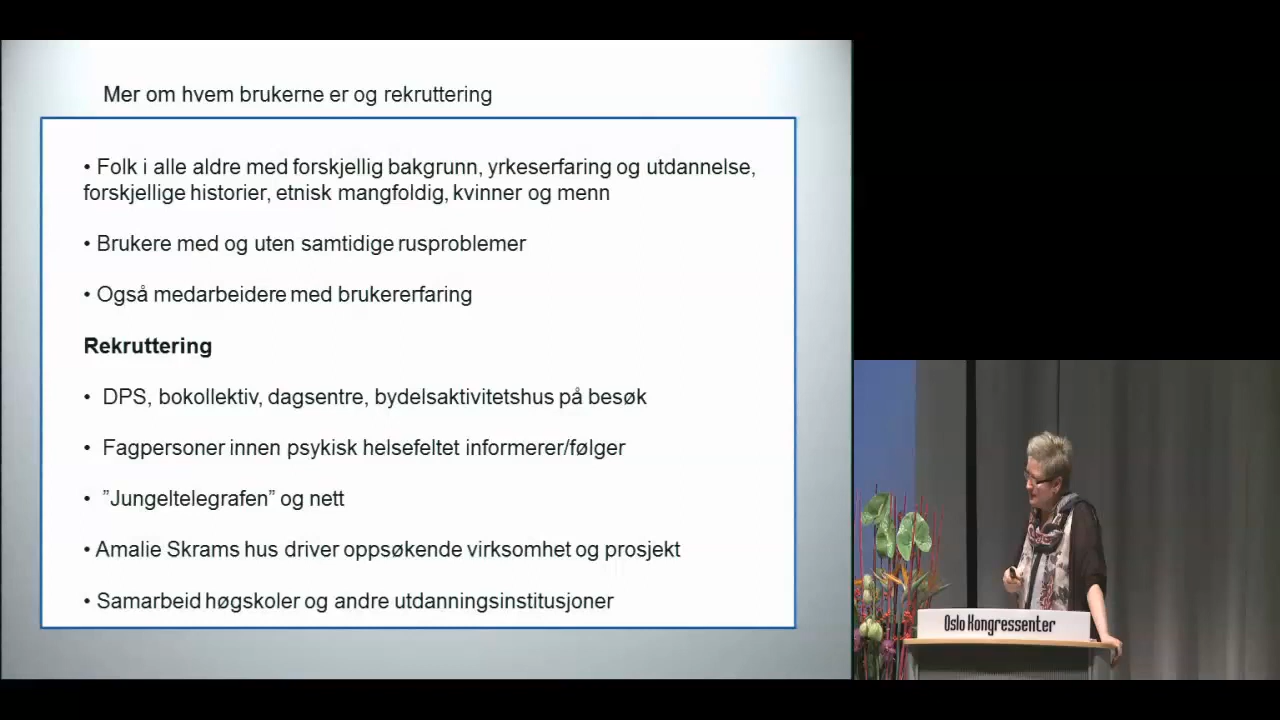 Mer om hvem brukerne er og rekruttering
• Folk i alle aldre med forskjellig bakgrunn, yrkeserfaring og utdannelse,
forskjellige historier, etnisk mangfoldig, kvinner og menn
• Brukere med og uten samtidige rusproblemer
• Også medarbeidere med brukererfaring
Rekruttering
• DPS, bokollektiv, dagsentre, bydelsaktivitetshus på besøk
• Fagpersoner innen psykisk helsefeltet informerer/følger
• ”Jungeltelegrafen” og nett
• Amalie Skrams hus driver oppsøkende virksomhet og prosjekt
• Samarbeid høgskoler og andre utdanningsinstitusjoner
Oslo Kongressenter